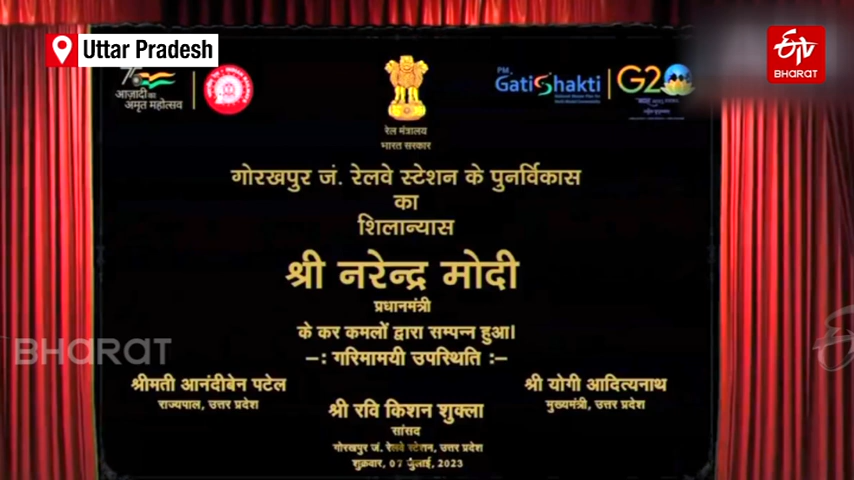 Uttar Pradesh
ETV
BHARAT
75
आज़ादी का
अमृत महोत्सव
PM
GatiShakti
G20
रेल मंत्रालय
भारत सरकार
गोरखपुर जं. रेलवे स्टेशन के पुनर्विकास
का
शिलान्यास
श्री नरेन्द्र मोदी
प्रधानमंत्री
के कर कमलों द्वारा सम्पन्न हुआ।
–: गरिमामयी उपस्थिति :–
श्रीमती आनंदीबेन पटेल
राज्यपाल, उत्तर प्रदेश
श्री योगी आदित्यनाथ
मुख्यमंत्री, उत्तर प्रदेश
श्री रवि किशन शुक्ला
सांसद
गोरखपुर जं. रेलवे स्टेशन, उत्तर प्रदेश
शुक्रवार, 07 जुलाई, 2023
BHARAT